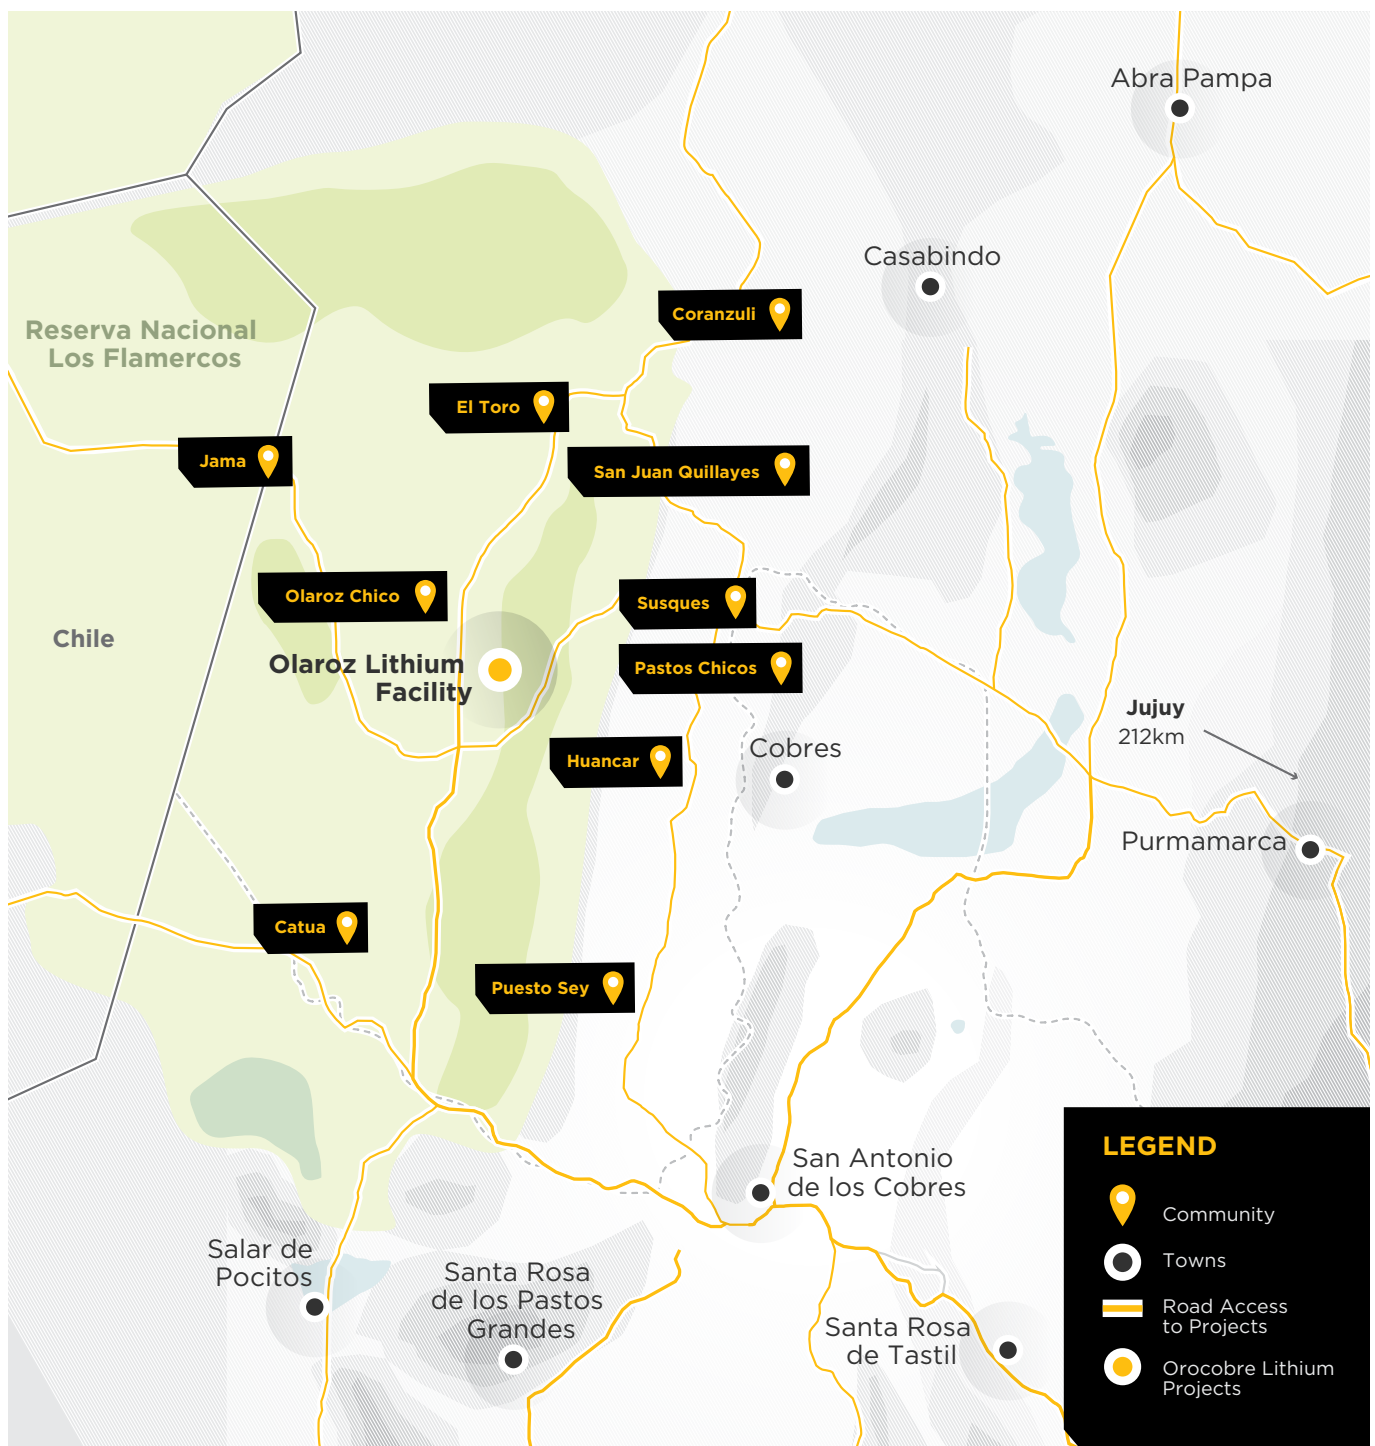 Abra Pampa
Casabindo
Coranzuli
Reserva Nacional
Los Flamercos
El Toro
Jama
San Juan Quillayes
Olaroz Chico
Susques
Chile
Olaroz Lithium
Facility
Pastos Chicos
Jujuy
212km
Huancar
Cobres
Purmamarca
Catua
Puesto Sey
San Antonio
de los Cobres
Salar de
Pocitos
Santa Rosa
de los Pastos
Grandes
Santa Rosa
de Tastil
LEGEND
Community
Towns
Road Access
to Projects
Orocobre Lithium
Projects